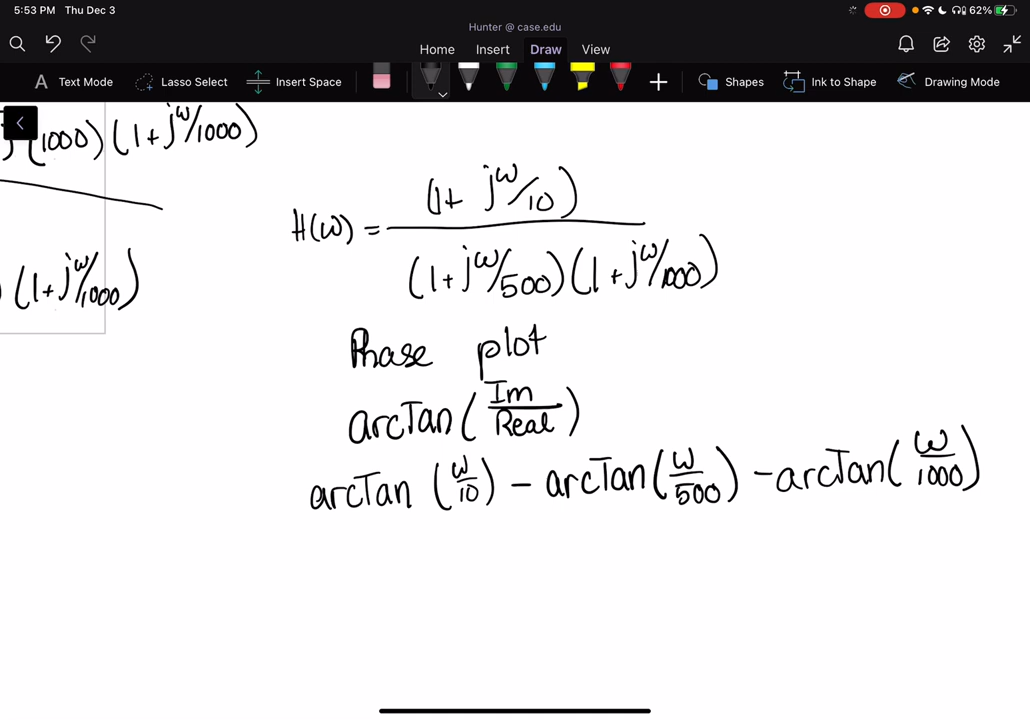 5:53 PM Thu Dec 3
62%
Hunter @ case.edu
Home Insert Draw View
Text Mode Lasso Select Insert Space Shapes Ink to Shape Drawing Mode
j (1000) (1+jω/1000)
(1+jω/1000)
H(ω) = (1+ jω/10)
(1+jω/500)(1+jω/1000)
Phase plot
arcTan( Im/Real )
arcTan (ω/10) - arcTan(ω/500) - arcTan(ω/1000)